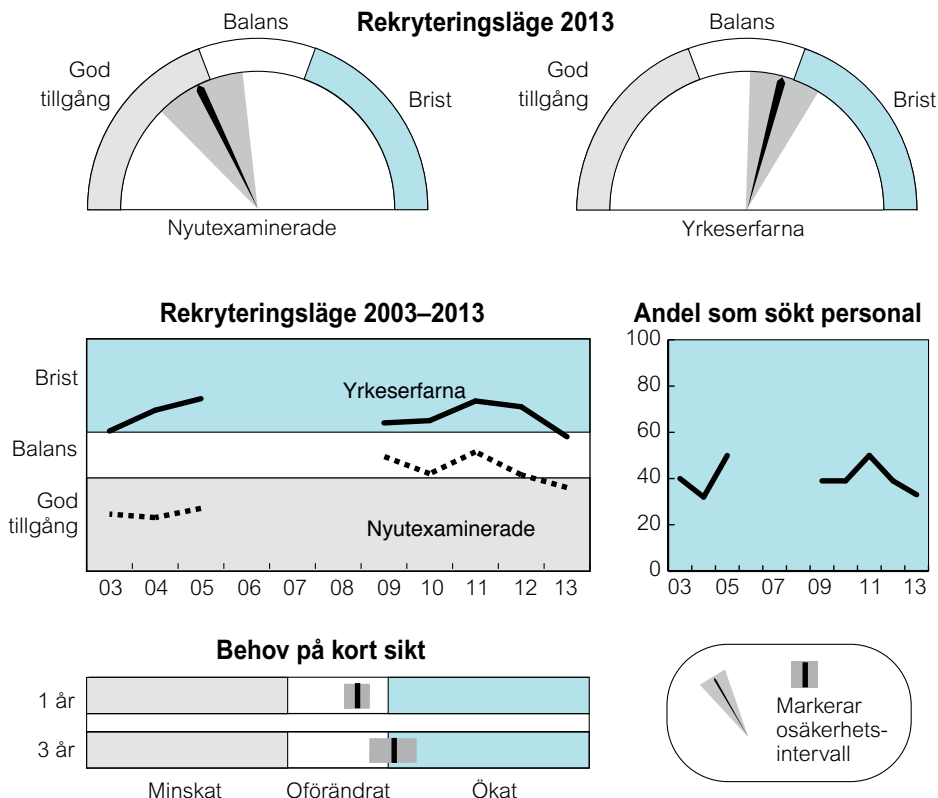 Rekryteringsläge 2013
Balans
God
tillgång
Brist
Nyutexaminerade
Balans
God
tillgång
Brist
Yrkeserfarna
Rekryteringsläge 2003–2013
Brist
Balans
God
tillgång
Yrkeserfarna
Nyutexaminerade
03 04 05 06 07 08 09 10 11 12 13
Andel som sökt personal
100
80
60
40
20
0
03 05 07 09 11 13
Behov på kort sikt
1 år
3 år
Minskat Oförändrat Ökat
Markerar
osäkerhets-
intervall